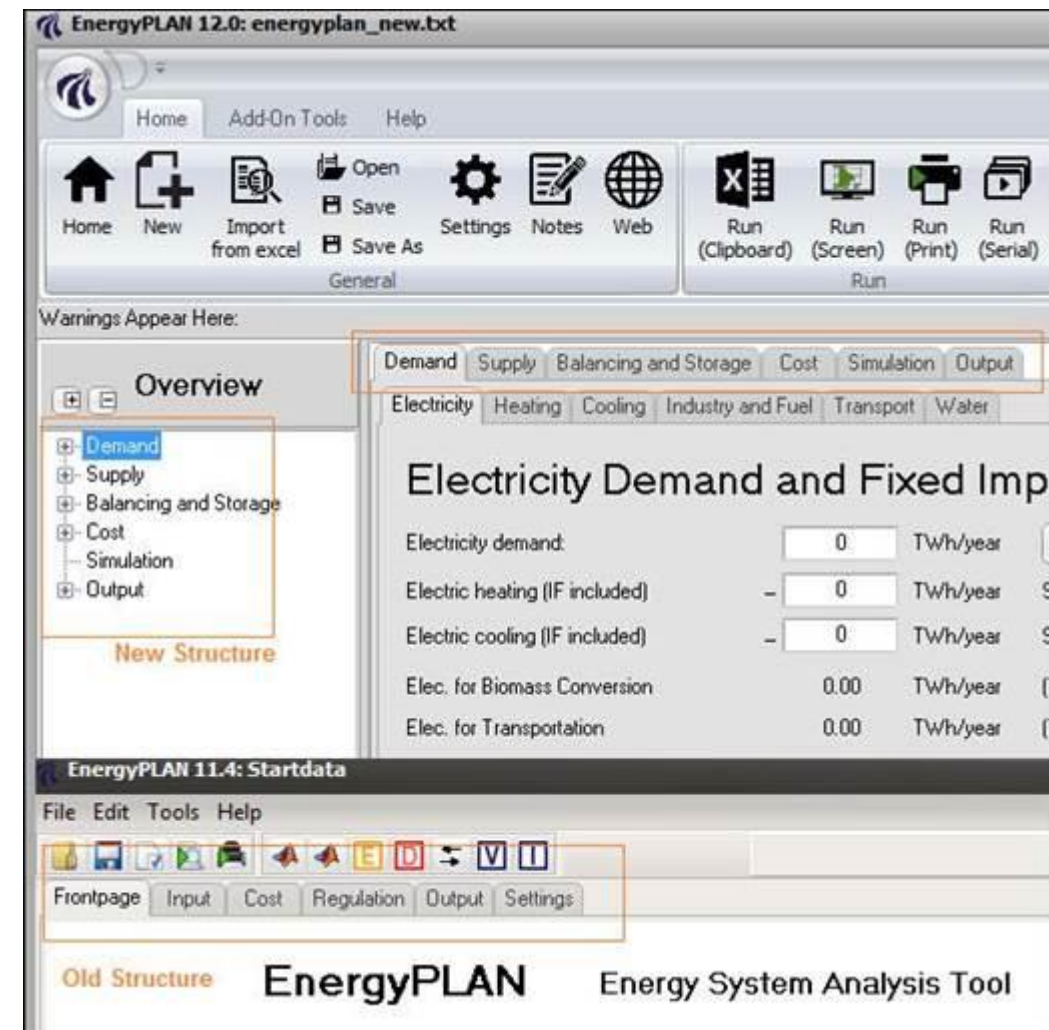 EnergyPLAN 12.0: energyplan_new.txt
Home Add-On Tools Help
Home New Import from excel Open Save Save As Settings Notes Web Run (Clipboard) Run (Screen) Run (Print) Run (Serial)
General Run
Warnings Appear Here:
Demand Supply Balancing and Storage Cost Simulation Output
Overview
Electricity Heating Cooling Industry and Fuel Transport Water
Demand
Supply
Balancing and Storage
Cost
Simulation
Output
New Structure
Electricity Demand and Fixed Imp
Electricity demand: 0 TWh/year
Electric heating (IF included) – 0 TWh/year S
Electric cooling (IF included) – 0 TWh/year S
Elec. for Biomass Conversion 0.00 TWh/year (
Elec. for Transportation 0.00 TWh/year (
EnergyPLAN 11.4: Startdata
File Edit Tools Help
E D V I
Frontpage Input Cost Regulation Output Settings
Old Structure EnergyPLAN Energy System Analysis Tool